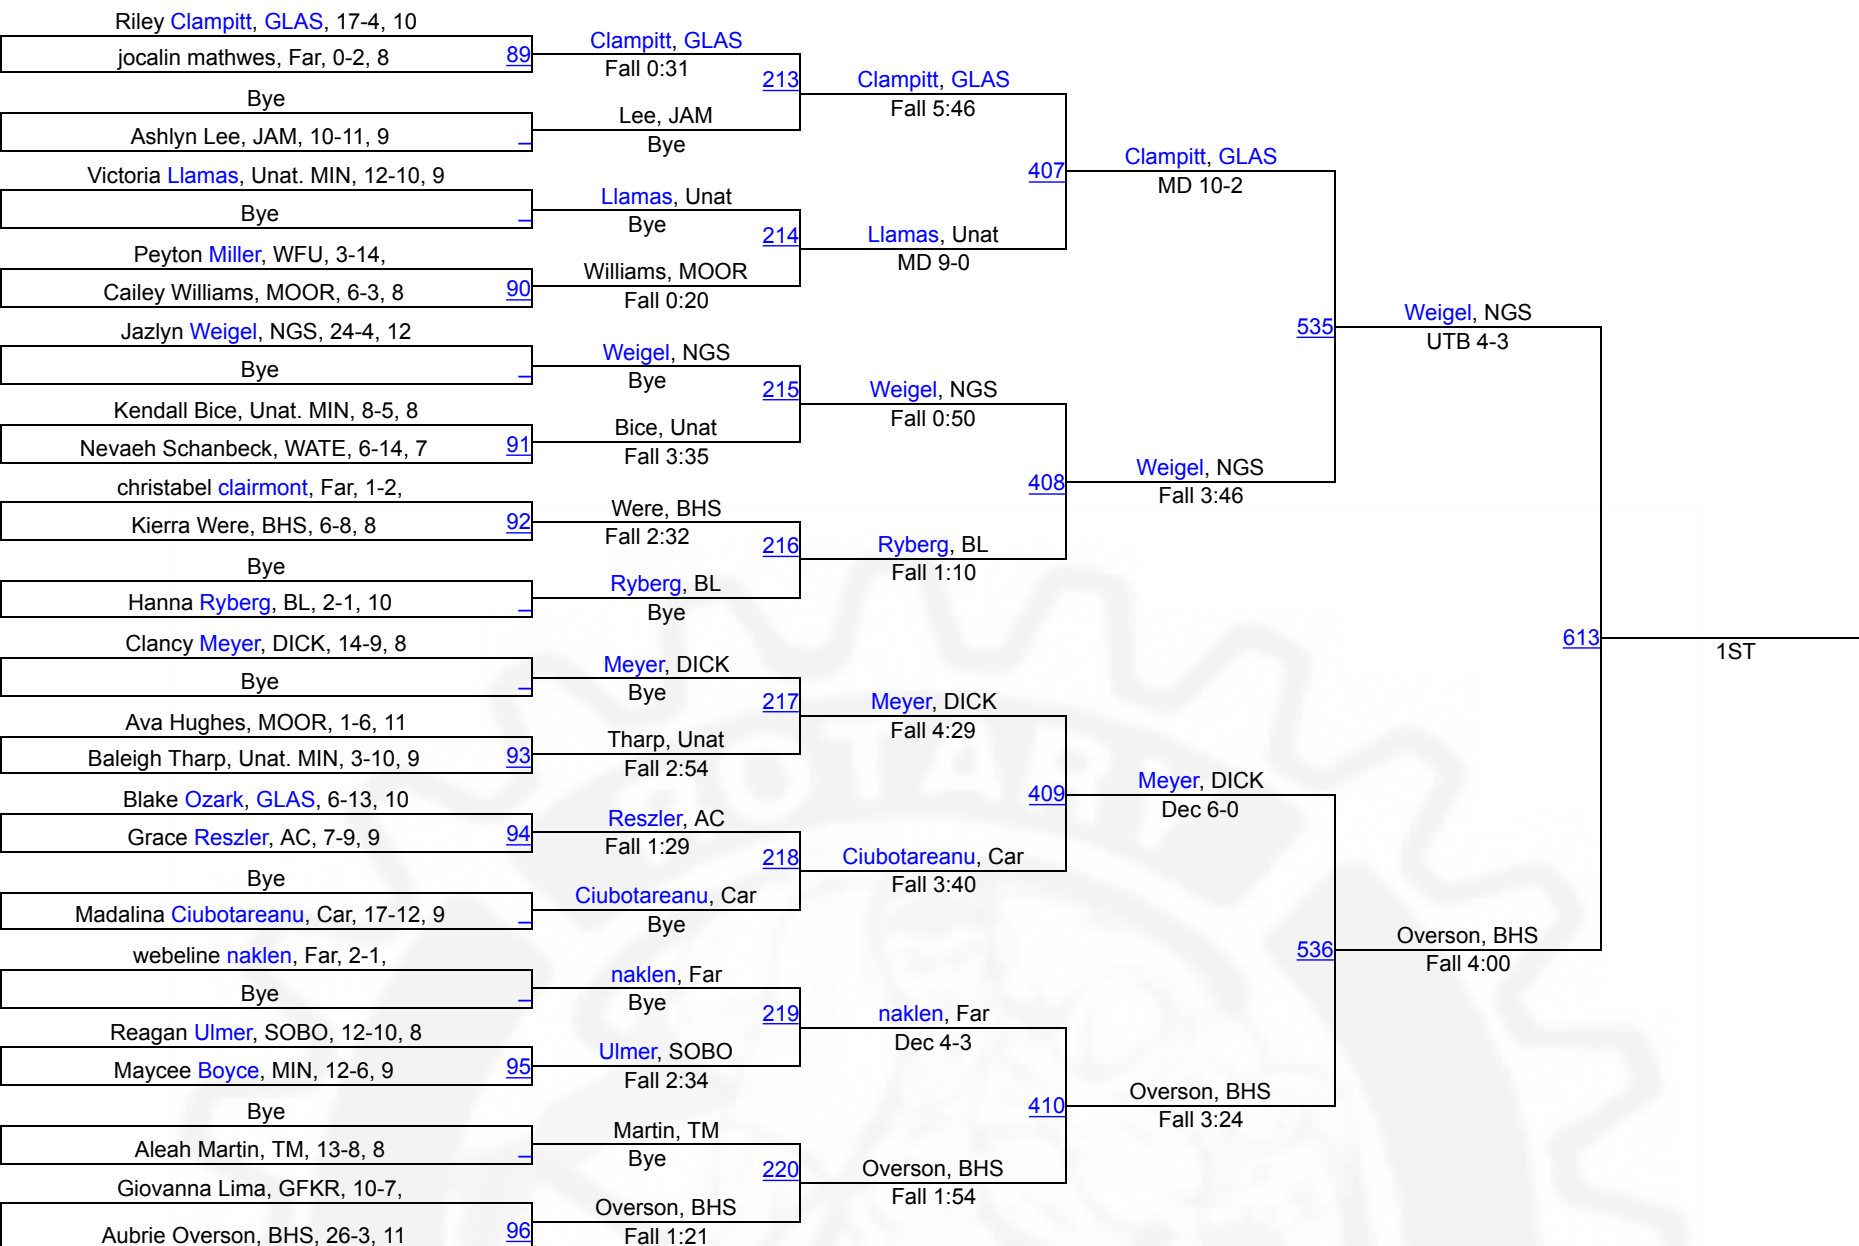 Riley Clampitt, GLAS, 17-4, 10
jocalin mathwes, Far, 0-2, 8
89
Bye
Ashlyn Lee, JAM, 10-11, 9
Victoria Llamas, Unat. MIN, 12-10, 9
Bye
Peyton Miller, WFU, 3-14,
Cailey Williams, MOOR, 6-3, 8
90
Jazlyn Weigel, NGS, 24-4, 12
Bye
Kendall Bice, Unat. MIN, 8-5, 8
Nevaeh Schanbeck, WATE, 6-14, 7
91
christabel clairmont, Far, 1-2,
Kierra Were, BHS, 6-8, 8
92
Bye
Hanna Ryberg, BL, 2-1, 10
Clancy Meyer, DICK, 14-9, 8
Bye
Ava Hughes, MOOR, 1-6, 11
Baleigh Tharp, Unat. MIN, 3-10, 9
93
Blake Ozark, GLAS, 6-13, 10
Grace Reszler, AC, 7-9, 9
94
Bye
Madalina Ciubotareanu, Car, 17-12, 9
webeline naklen, Far, 2-1,
Bye
Reagan Ulmer, SOBO, 12-10, 8
Maycee Boyce, MIN, 12-6, 9
95
Bye
Aleah Martin, TM, 13-8, 8
Giovanna Lima, GFKR, 10-7,
Aubrie Overson, BHS, 26-3, 11
96
Clampitt, GLAS
Fall 0:31
213
Lee, JAM
Bye
Llamas, Unat
Bye
214
Williams, MOOR
Fall 0:20
Weigel, NGS
Bye
215
Bice, Unat
Fall 3:35
Were, BHS
Fall 2:32
216
Ryberg, BL
Bye
Meyer, DICK
Bye
217
Tharp, Unat
Fall 2:54
Reszler, AC
Fall 1:29
218
Ciubotareanu, Car
Bye
naklen, Far
Bye
219
Ulmer, SOBO
Fall 2:34
Martin, TM
Bye
220
Overson, BHS
Fall 1:21
Clampitt, GLAS
Fall 5:46
407
Llamas, Unat
MD 9-0
Weigel, NGS
Fall 0:50
408
Ryberg, BL
Fall 1:10
Meyer, DICK
Fall 4:29
409
Ciubotareanu, Car
Fall 3:40
naklen, Far
Dec 4-3
410
Overson, BHS
Fall 1:54
Clampitt, GLAS
MD 10-2
535
Weigel, NGS
Fall 3:46
Meyer, DICK
Dec 6-0
536
Overson, BHS
Fall 3:24
Weigel, NGS
UTB 4-3
613
Overson, BHS
Fall 4:00
1ST